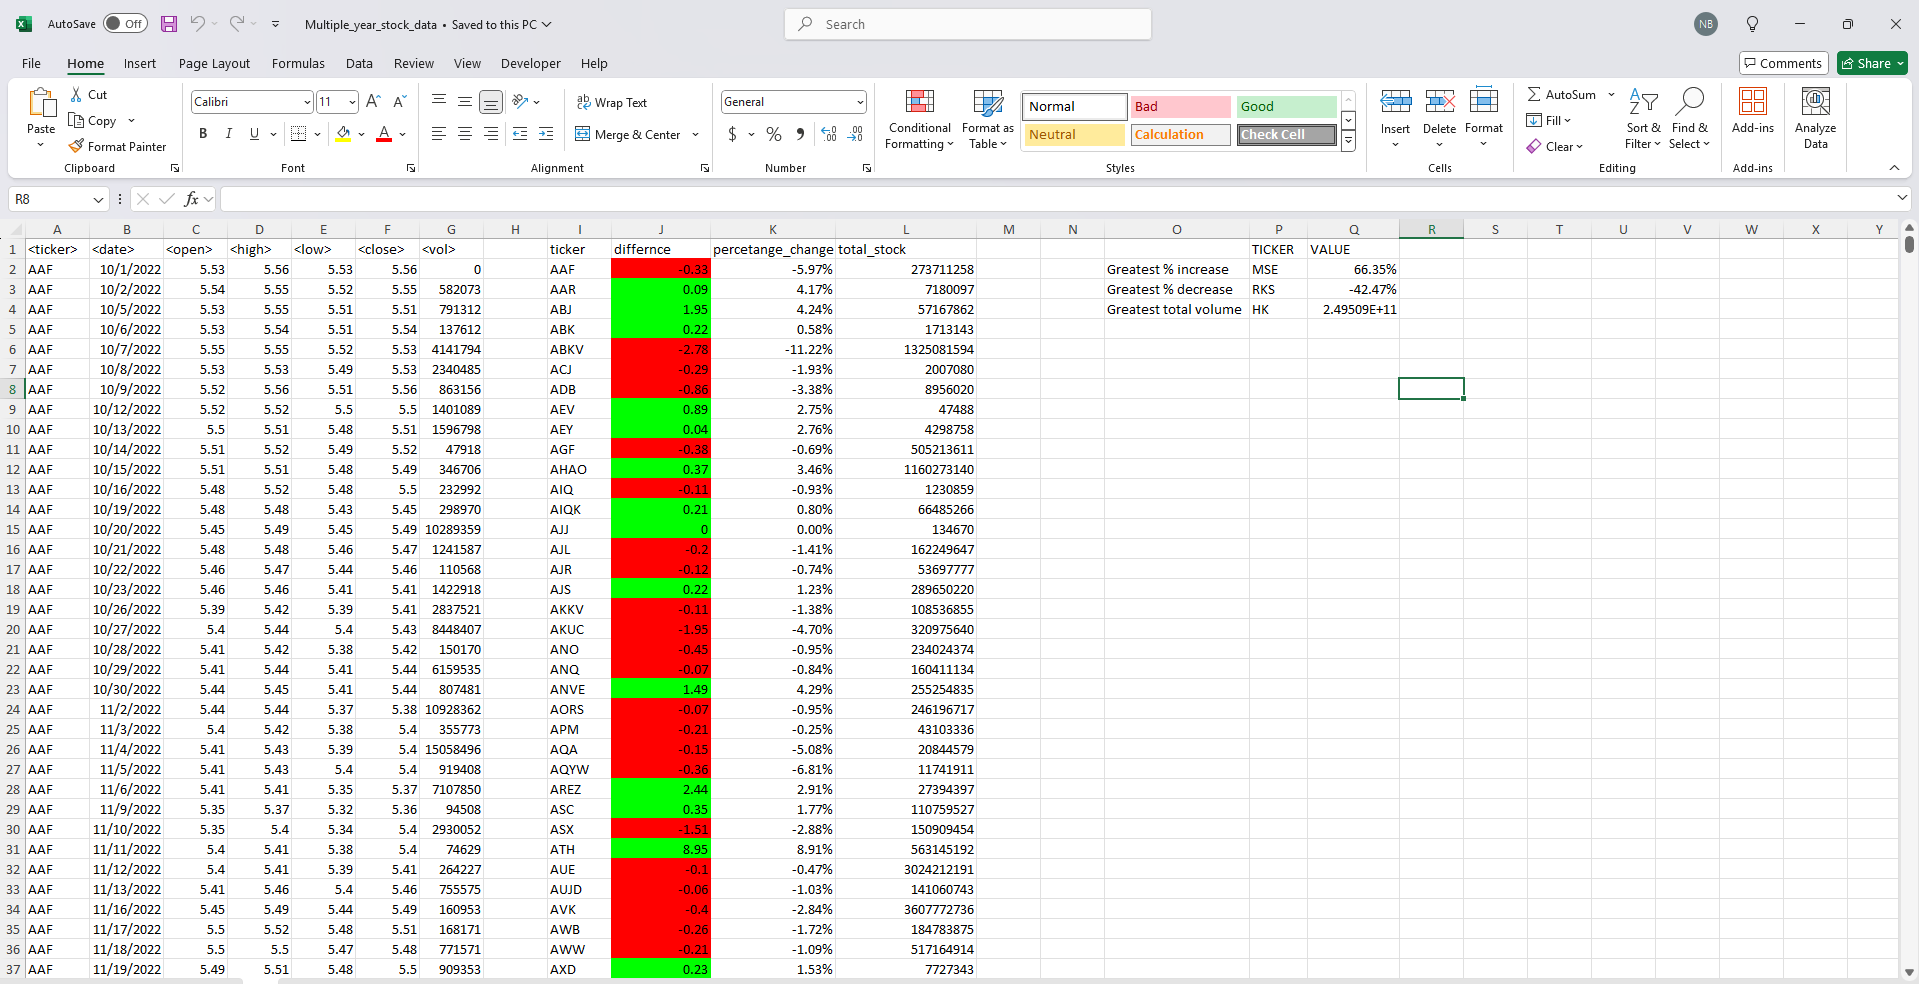 AutoSave Off Multiple_year_stock_data • Saved to this PC Search NB
File Home Insert Page Layout Formulas Data Review View Developer Help Comments Share
Paste Cut Copy Format Painter Clipboard
Calibri 11 B I U A Font
Wrap Text Merge & Center Alignment
General $ % Number
Conditional Formatting Format as Table Normal Bad Good Neutral Calculation Check Cell Styles
Insert Delete Format Cells
AutoSum Fill Clear Sort & Filter Find & Select Editing
Add-ins Add-ins
Analyze Data
R8 fx
A B C D E F G H I J K L M N O P Q R S T U V W X Y
1 <ticker> <date> <open> <high> <low> <close> <vol> ticker differnce percetange_change total_stock TICKER VALUE
2 AAF 10/1/2022 5.53 5.56 5.53 5.56 0 AAF -0.33 -5.97% 273711258 Greatest % increase MSE 66.35%
3 AAF 10/2/2022 5.54 5.55 5.52 5.55 582073 AAR 0.09 4.17% 7180097 Greatest % decrease RKS -42.47%
4 AAF 10/5/2022 5.53 5.55 5.51 5.51 791312 ABJ 1.95 4.24% 57167862 Greatest total volume HK 2.49509E+11
5 AAF 10/6/2022 5.53 5.54 5.51 5.54 137612 ABK 0.22 0.58% 1713143
6 AAF 10/7/2022 5.55 5.55 5.52 5.53 4141794 ABKV -2.78 -11.22% 1325081594
7 AAF 10/8/2022 5.53 5.53 5.49 5.53 2340485 ACJ -0.29 -1.93% 2007080
8 AAF 10/9/2022 5.52 5.56 5.51 5.56 863156 ADB -0.86 -3.38% 8956020
9 AAF 10/12/2022 5.52 5.52 5.5 5.5 1401089 AEV 0.89 2.75% 47488
10 AAF 10/13/2022 5.5 5.51 5.48 5.51 1596798 AEY 0.04 2.76% 4298758
11 AAF 10/14/2022 5.51 5.52 5.49 5.52 47918 AGF -0.38 -0.69% 505213611
12 AAF 10/15/2022 5.51 5.51 5.48 5.49 346706 AHAO 0.37 3.46% 1160273140
13 AAF 10/16/2022 5.48 5.52 5.48 5.5 232992 AIQ -0.11 -0.93% 1230859
14 AAF 10/19/2022 5.48 5.48 5.43 5.45 298970 AIQK 0.21 0.80% 66485266
15 AAF 10/20/2022 5.45 5.49 5.45 5.49 10289359 AJJ 0 0.00% 134670
16 AAF 10/21/2022 5.48 5.48 5.46 5.47 1241587 AJL -0.2 -1.41% 162249647
17 AAF 10/22/2022 5.46 5.47 5.44 5.46 110568 AJR -0.12 -0.74% 53697777
18 AAF 10/23/2022 5.46 5.46 5.41 5.41 1422918 AJS 0.22 1.23% 289650220
19 AAF 10/26/2022 5.39 5.42 5.39 5.41 2837521 AKKV -0.11 -1.38% 108536855
20 AAF 10/27/2022 5.4 5.44 5.4 5.43 8448407 AKUC -1.95 -4.70% 320975640
21 AAF 10/28/2022 5.41 5.42 5.38 5.42 150170 ANO -0.45 -0.95% 234024374
22 AAF 10/29/2022 5.41 5.44 5.41 5.44 6159535 ANQ -0.07 -0.84% 160411134
23 AAF 10/30/2022 5.44 5.45 5.41 5.44 807481 ANVE 1.49 4.29% 255254835
24 AAF 11/2/2022 5.44 5.44 5.37 5.38 10928362 AORS -0.07 -0.95% 246196717
25 AAF 11/3/2022 5.4 5.42 5.38 5.4 355773 APM -0.21 -0.25% 43103336
26 AAF 11/4/2022 5.41 5.43 5.39 5.4 15058496 AQA -0.15 -5.08% 20844579
27 AAF 11/5/2022 5.41 5.43 5.4 5.4 919408 AQYW -0.36 -6.81% 11741911
28 AAF 11/6/2022 5.41 5.41 5.35 5.37 7107850 AREZ 2.44 2.91% 27394397
29 AAF 11/9/2022 5.35 5.37 5.32 5.36 94508 ASC 0.35 1.77% 110759527
30 AAF 11/10/2022 5.35 5.4 5.34 5.4 2930052 ASX -1.51 -2.88% 150909454
31 AAF 11/11/2022 5.4 5.41 5.38 5.4 74629 ATH 8.95 8.91% 563145192
32 AAF 11/12/2022 5.4 5.41 5.39 5.41 264227 AUE -0.1 -0.47% 3024212191
33 AAF 11/13/2022 5.41 5.46 5.4 5.46 755575 AUJD -0.06 -1.03% 141060743
34 AAF 11/16/2022 5.45 5.49 5.44 5.49 160953 AVK -0.4 -2.84% 3607772736
35 AAF 11/17/2022 5.5 5.52 5.48 5.51 168171 AWB -0.26 -1.72% 184783875
36 AAF 11/18/2022 5.5 5.5 5.47 5.48 771571 AWW -0.21 -1.09% 517164914
37 AAF 11/19/2022 5.49 5.51 5.48 5.5 909353 AXD 0.23 1.53% 7727343